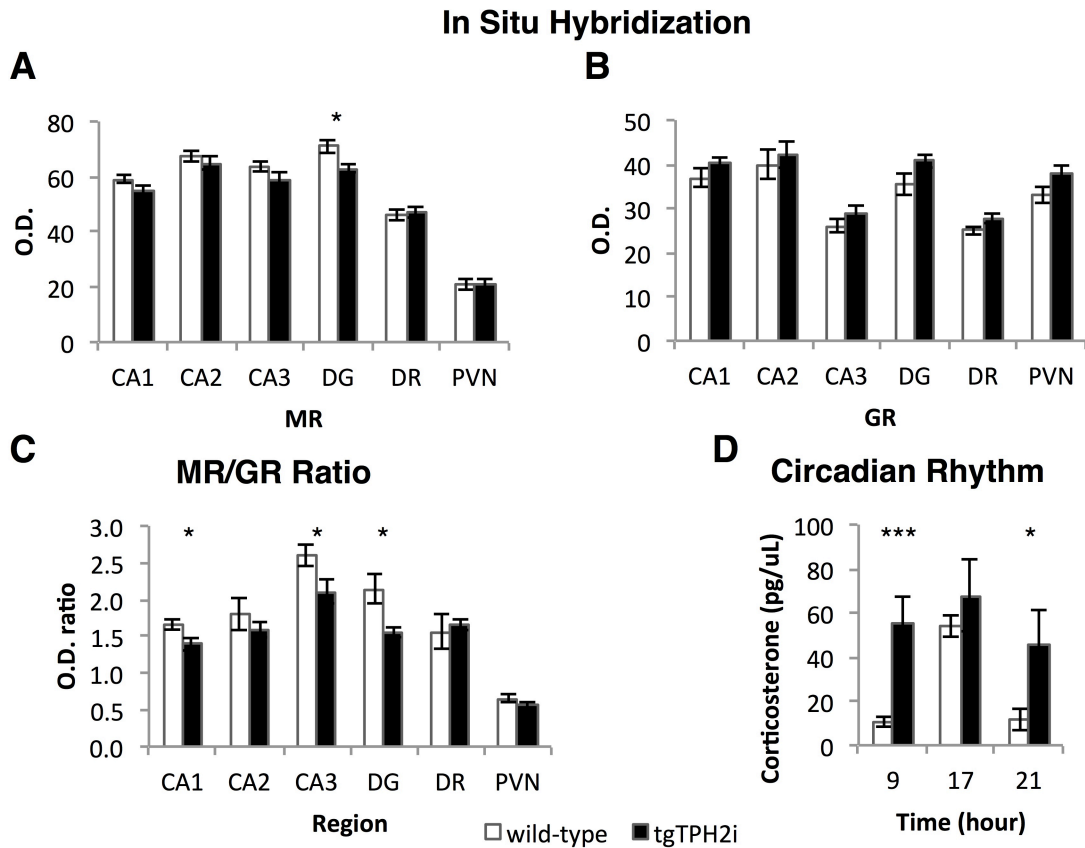 In Situ Hybridization
A
B
80
60
40
20
0
O.D.
*
CA1 CA2 CA3 DG DR PVN
MR
50
40
30
20
10
0
O.D.
CA1 CA2 CA3 DG DR PVN
GR
C
MR/GR Ratio
3.0
2.5
2.0
1.5
1.0
0.5
0.0
O.D. ratio
* * *
CA1 CA2 CA3 DG DR PVN
Region
D
Circadian Rhythm
100
80
60
40
20
0
Corticosterone (pg/uL)
*** *
9 17 21
Time (hour)
wild-type tgTPH2i